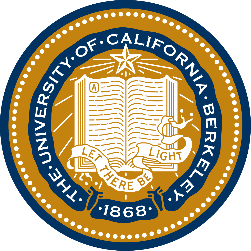 ·THE·UNIVERSITY·OF·CALIFORNIA·BERKELEY·
A
LET THERE BE LIGHT
·1868·